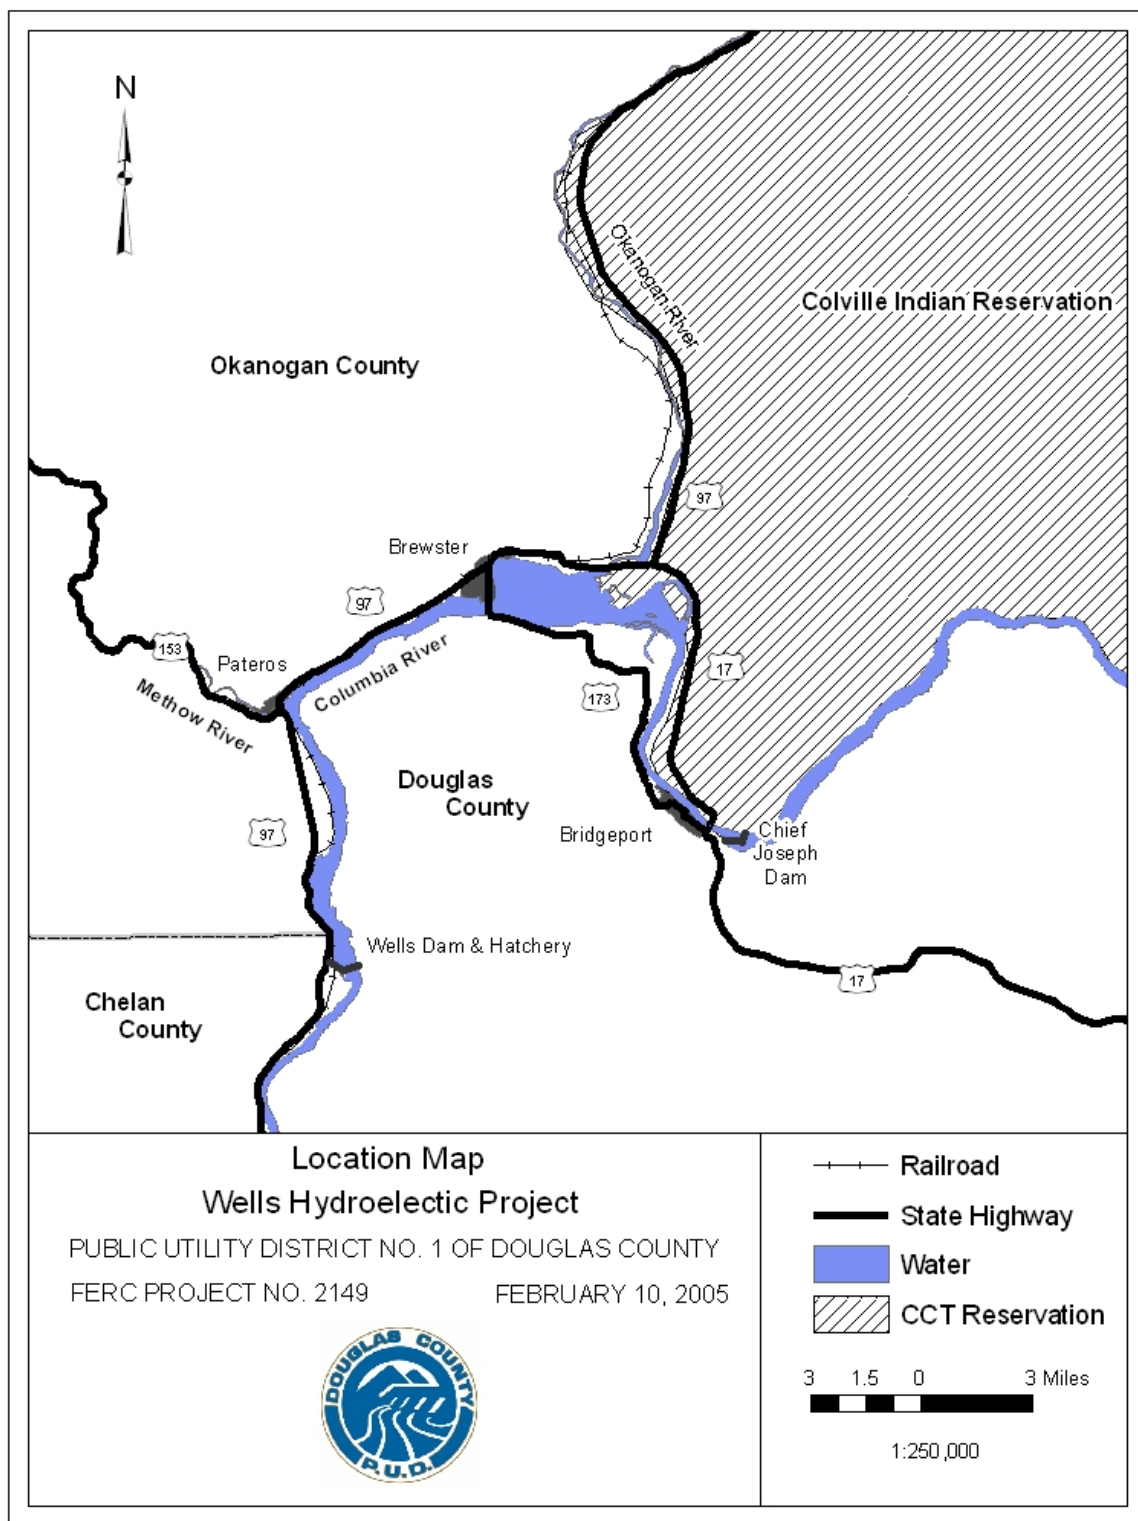 N
Okanogan River
Colville Indian Reservation
Okanogan County
97
Brewster
97
153
Pateros
Columbia River
Methow River
17
173
Douglas
County
97
Bridgeport
Chief
Joseph
Dam
Wells Dam & Hatchery
17
Chelan
County
Location Map
Wells Hydroelectic Project
PUBLIC UTILITY DISTRICT NO. 1 OF DOUGLAS COUNTY
FERC PROJECT NO. 2149 FEBRUARY 10, 2005
DOUGLAS COUNTY
P.U.D.
Railroad
State Highway
Water
CCT Reservation
3 1.5 0 3 Miles
1:250,000